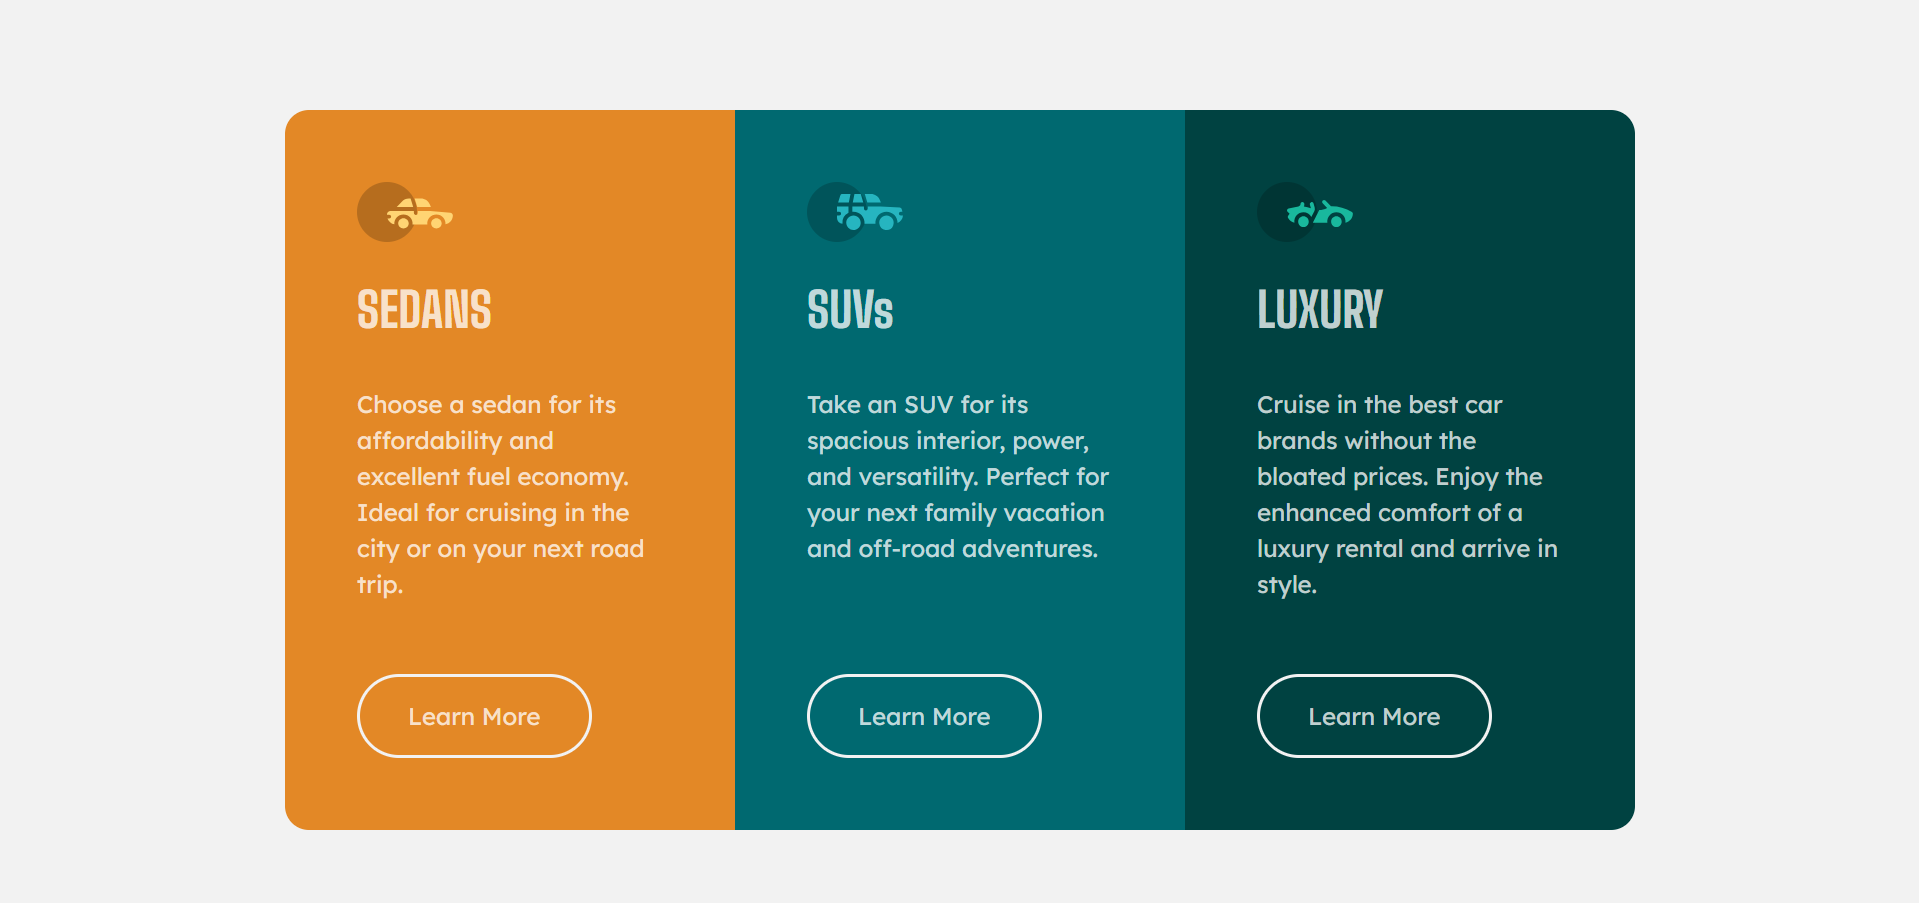 SEDANS
Choose a sedan for its
affordability and
excellent fuel economy.
Ideal for cruising in the
city or on your next road
trip.
Learn More
SUVs
Take an SUV for its
spacious interior, power,
and versatility. Perfect for
your next family vacation
and off-road adventures.
Learn More
LUXURY
Cruise in the best car
brands without the
bloated prices. Enjoy the
enhanced comfort of a
luxury rental and arrive in
style.
Learn More